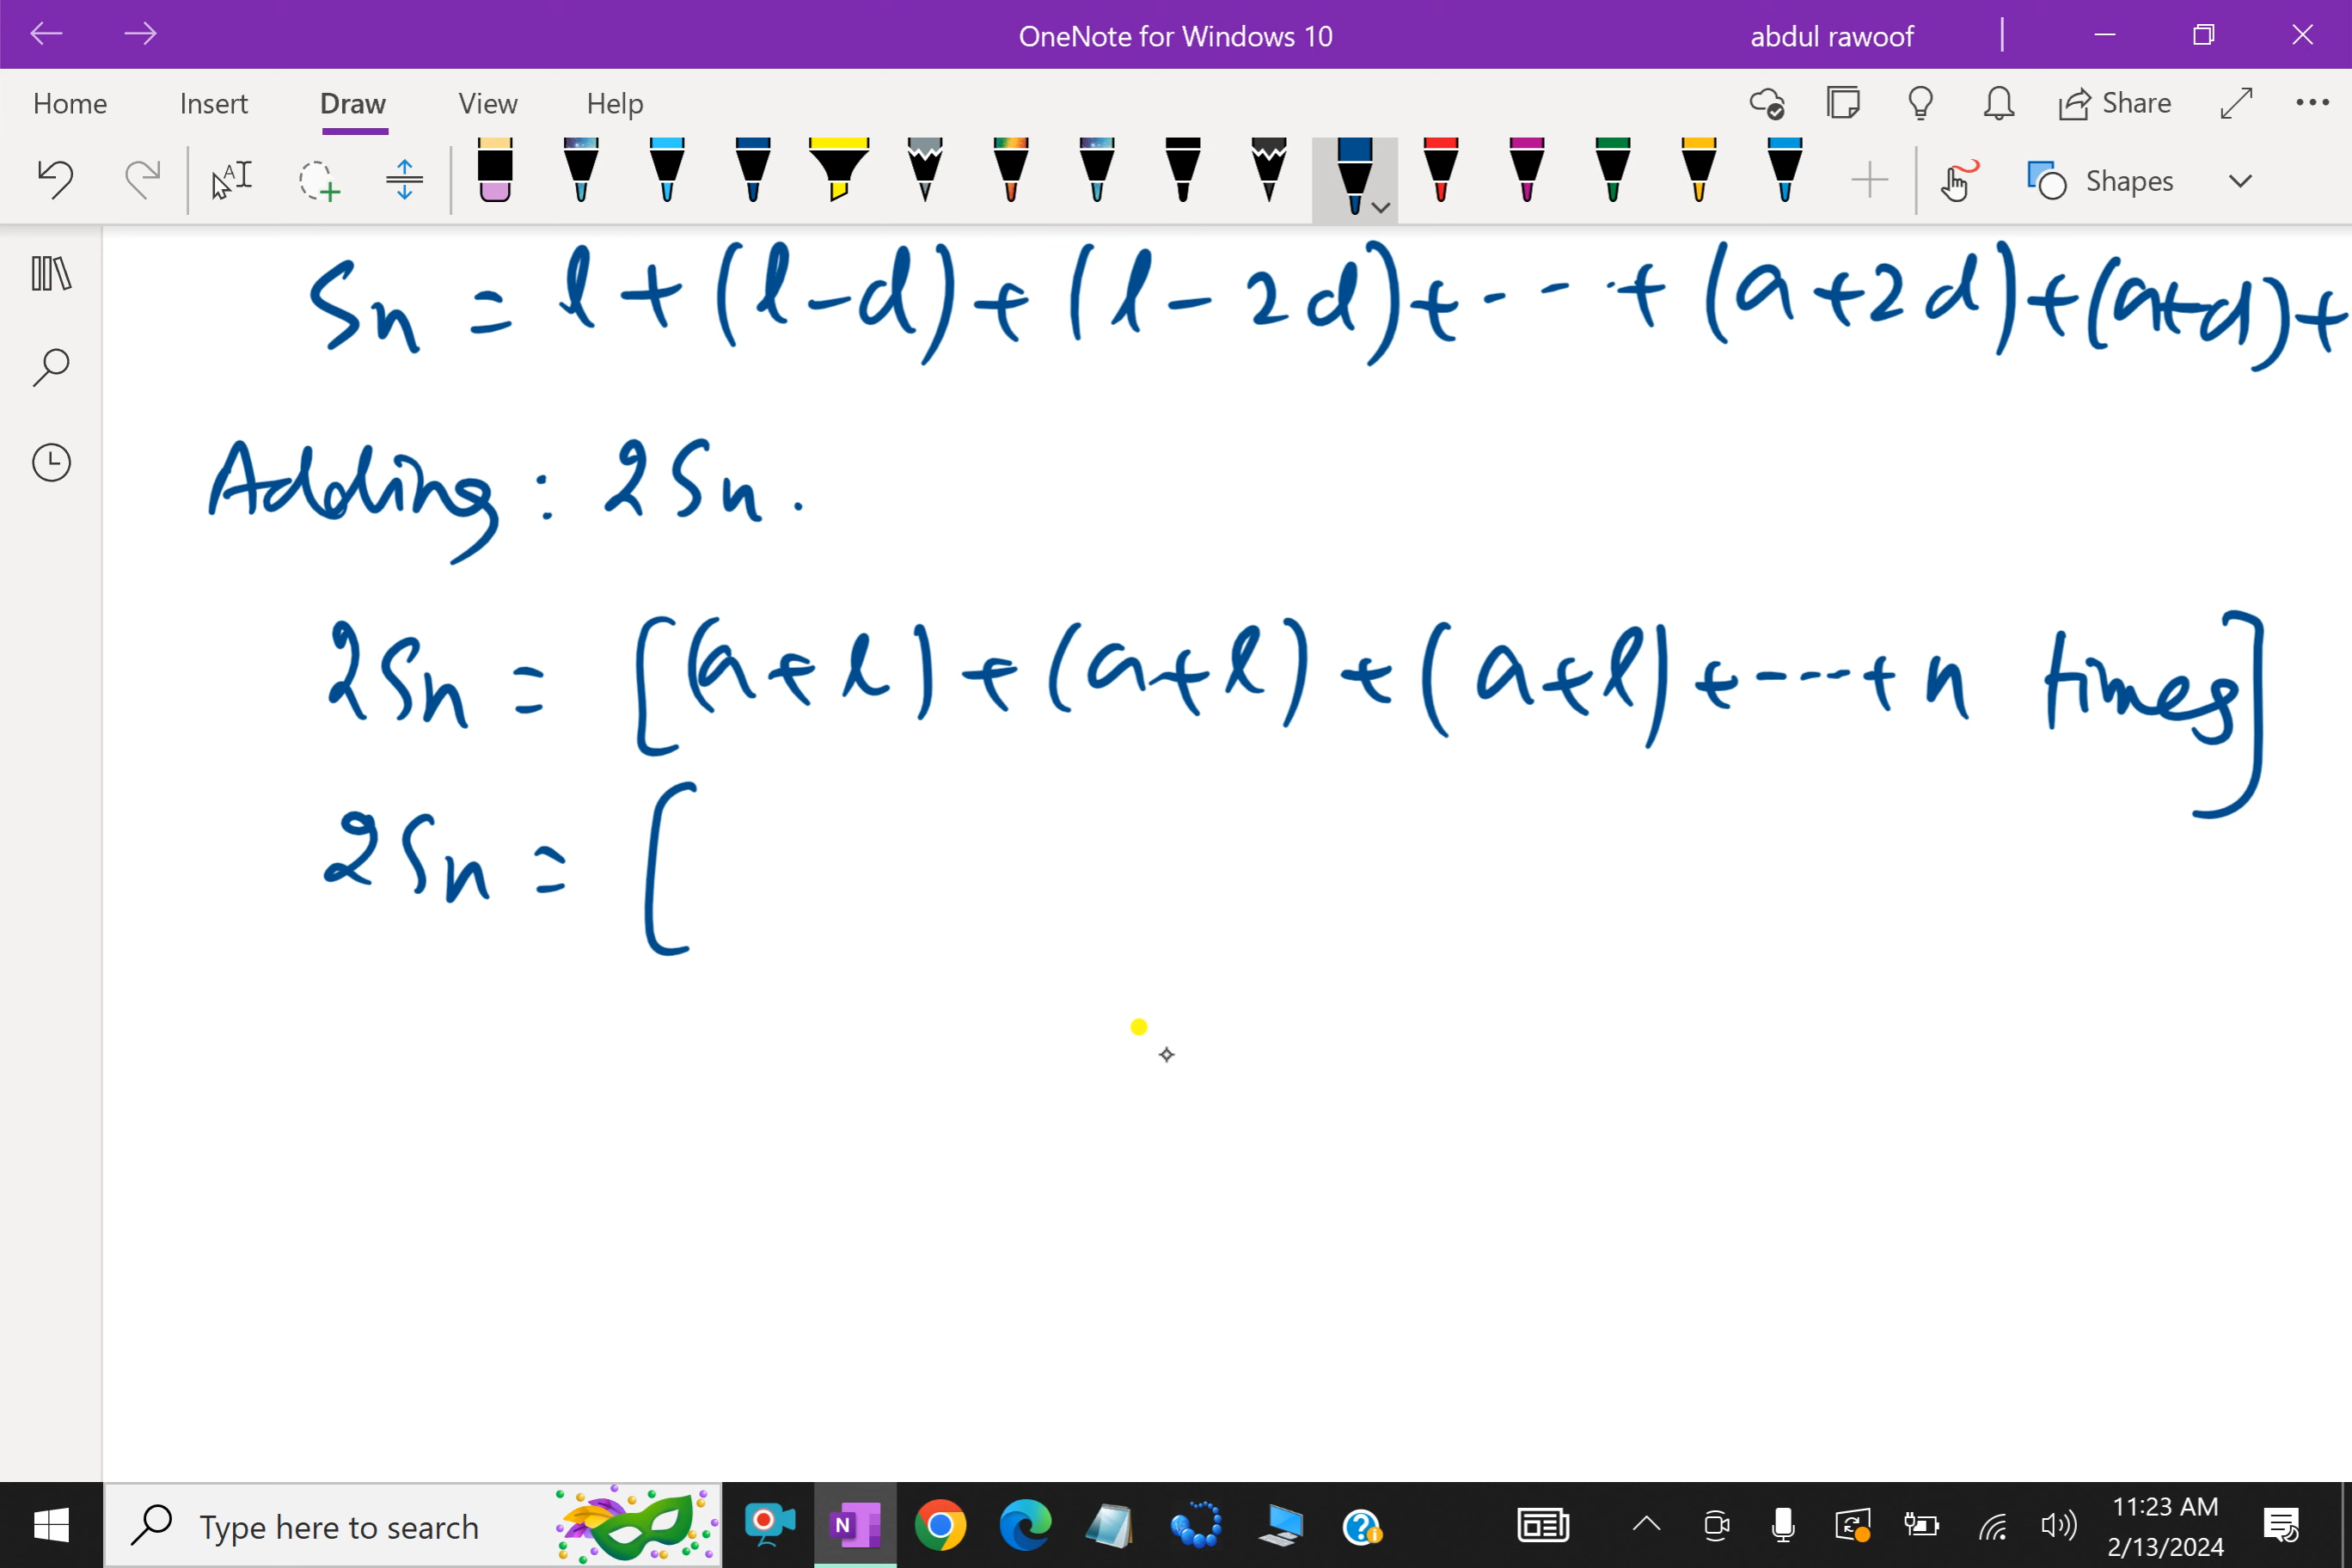 OneNote for Windows 10 abdul rawoof
Home Insert Draw View Help Share
Shapes
Sn = l + (l-d) + (l-2d) + - - - + (a+2d) + (a+d) +
Adding : 2Sn.
2Sn = [(a+l) + (a+l) + (a+l) + ---- + n times]
2Sn = [
Type here to search
11:23 AM
2/13/2024